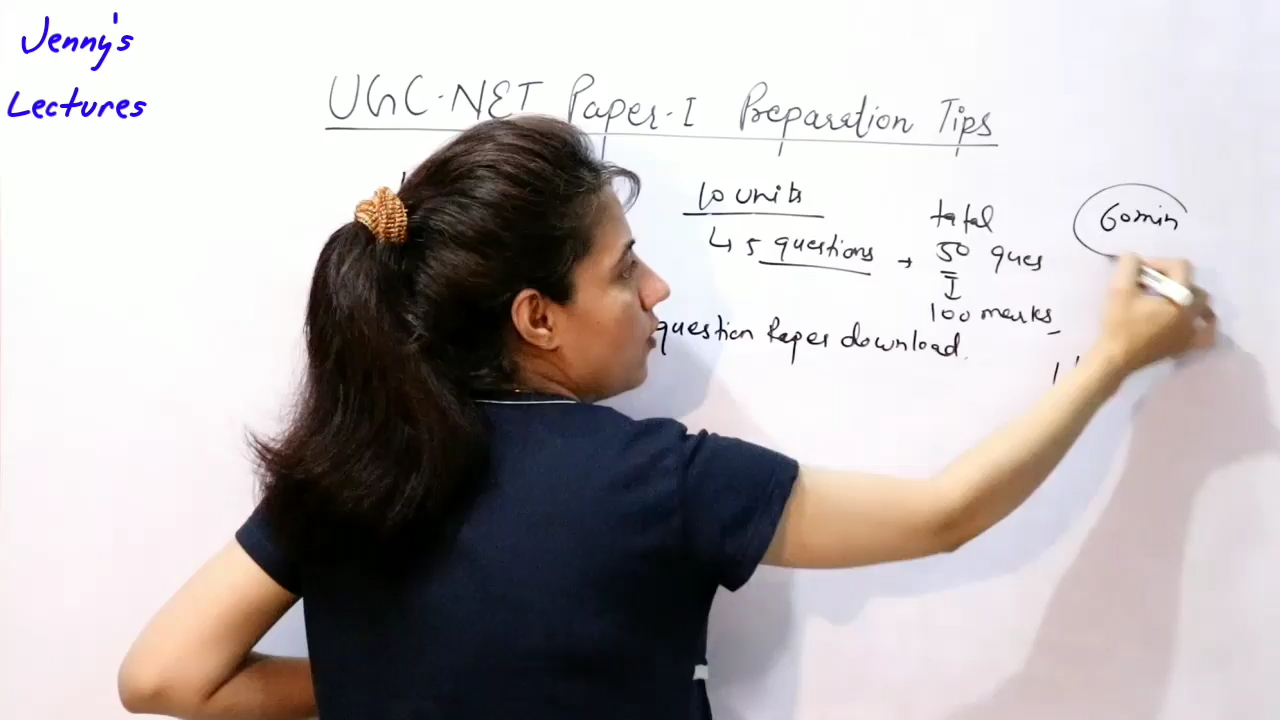 Jenny's
Lectures
UGC-NET Paper-I Preparation Tips
10 units
↳ 5 questions →
total
50 ques
100 marks
60min
question Paper download.